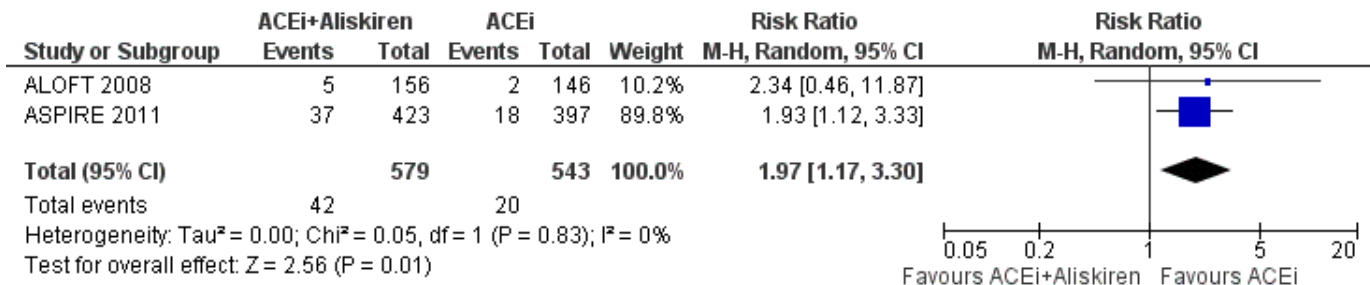 ACEi+Aliskiren ACEi Risk Ratio Risk Ratio
Study or Subgroup Events Total Events Total Weight M-H, Random, 95% CI M-H, Random, 95% CI
ALOFT 2008 5 156 2 146 10.2% 2.34 [0.46, 11.87]
ASPIRE 2011 37 423 18 397 89.8% 1.93 [1.12, 3.33]
Total (95% CI) 579 543 100.0% 1.97 [1.17, 3.30]
Total events 42 20
Heterogeneity: Tau² = 0.00; Chi² = 0.05, df = 1 (P = 0.83); I² = 0%
Test for overall effect: Z = 2.56 (P = 0.01)
0.05 0.2 1 5 20
Favours ACEi+Aliskiren Favours ACEi